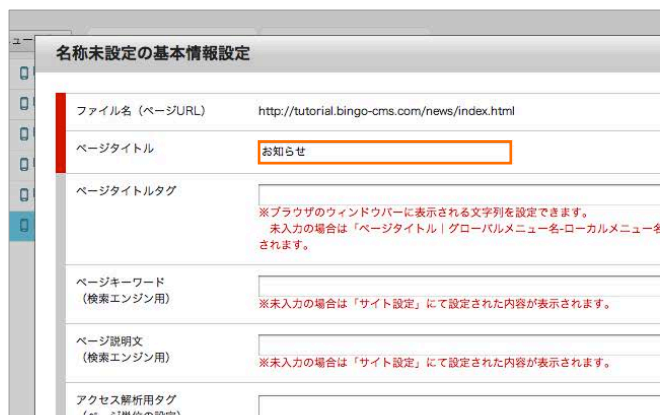 名称未設定の基本情報設定
ファイル名（ページURL）
http://tutorial.bingo-cms.com/news/index.html
ページタイトル
お知らせ
ページタイトルタグ
※ブラウザのウィンドウバーに表示される文字列を設定できます。
未入力の場合は「ページタイトル｜グローバルメニュー名-ローカルメニュー名
されます。
ページキーワード
（検索エンジン用）
※未入力の場合は「サイト設定」にて設定された内容が表示されます。
ページ説明文
（検索エンジン用）
※未入力の場合は「サイト設定」にて設定された内容が表示されます。
アクセス解析用タグ
（ページ単位の設定）